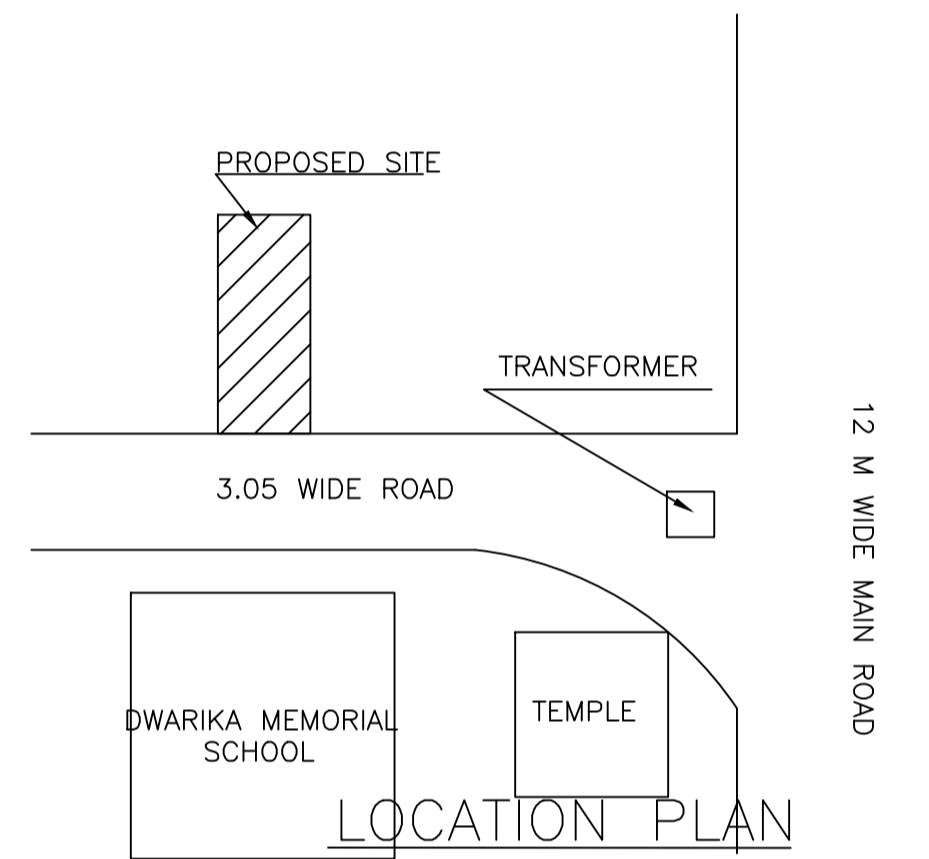 PROPOSED SITE
TRANSFORMER
12 M WIDE MAIN ROAD
3.05 WIDE ROAD
DWARIKA MEMORIAL
SCHOOL
TEMPLE
LOCATION PLAN